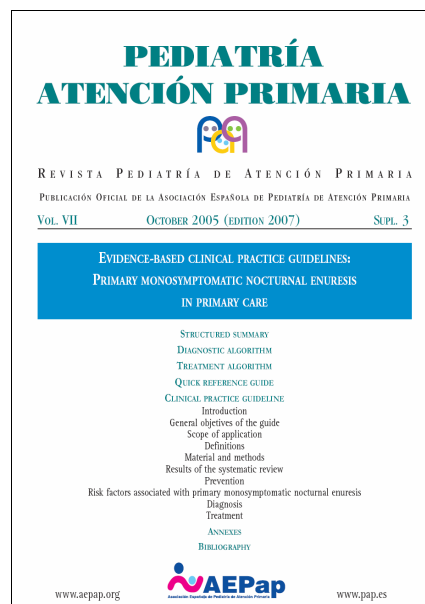 PEDIATRÍA
ATENCIÓN PRIMARIA
REVISTA PEDIATRÍA DE ATENCIÓN PRIMARIA
PUBLICACIÓN OFICIAL DE LA ASOCIACIÓN ESPAÑOLA DE PEDIATRÍA DE ATENCIÓN PRIMARIA
VOL. VII OCTOBER 2005 (EDITION 2007) SUPL. 3
EVIDENCE-BASED CLINICAL PRACTICE GUIDELINES:
PRIMARY MONOSYMPTOMATIC NOCTURNAL ENURESIS
IN PRIMARY CARE
STRUCTURED SUMMARY
DIAGNOSTIC ALGORITHM
TREATMENT ALGORITHM
QUICK REFERENCE GUIDE
CLINICAL PRACTICE GUIDELINE
Introduction
General objetives of the guide
Scope of application
Definitions
Material and methods
Results of the systematic review
Prevention
Risk factors associated with primary monosymptomatic nocturnal enuresis
Diagnosis
Treatment
ANNEXES
BIBLIOGRAPHY
www.aepap.org AEPap www.pap.es
Asociación Española de Pediatría de Atención Primaria